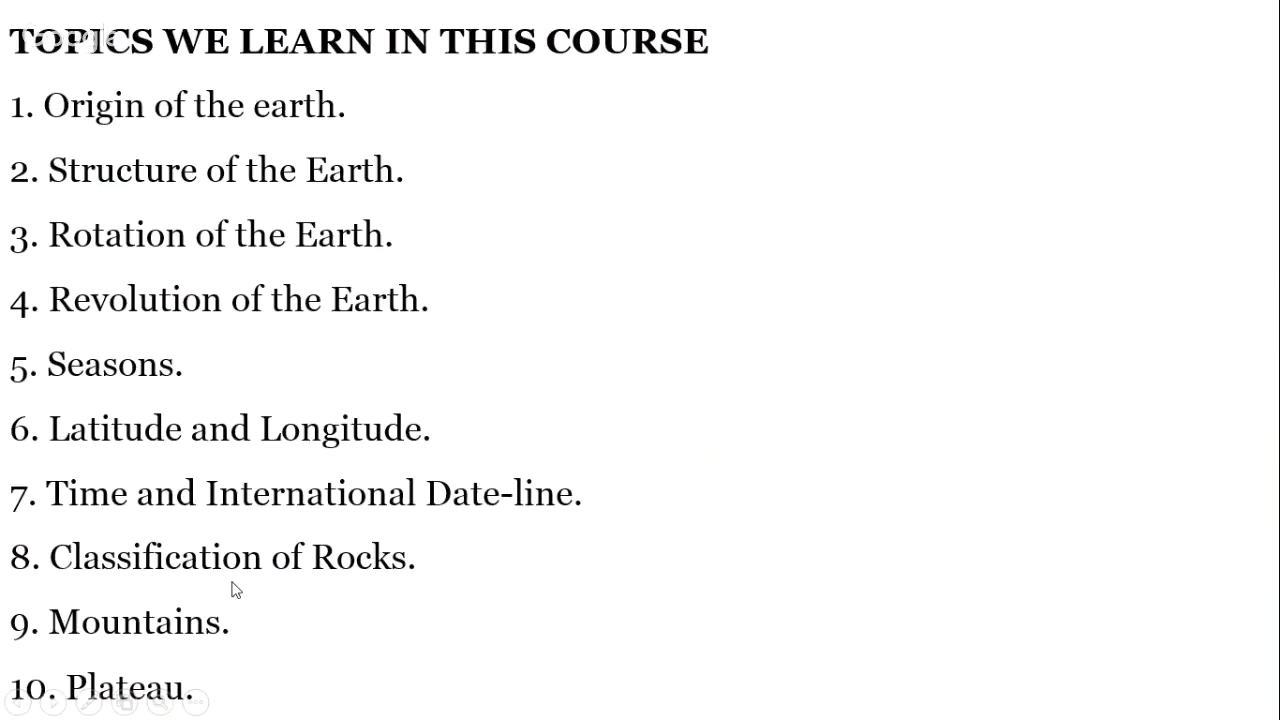 TOPICS WE LEARN IN THIS COURSE
1. Origin of the earth.
2. Structure of the Earth.
3. Rotation of the Earth.
4. Revolution of the Earth.
5. Seasons.
6. Latitude and Longitude.
7. Time and International Date-line.
8. Classification of Rocks.
9. Mountains.
10. Plateau.